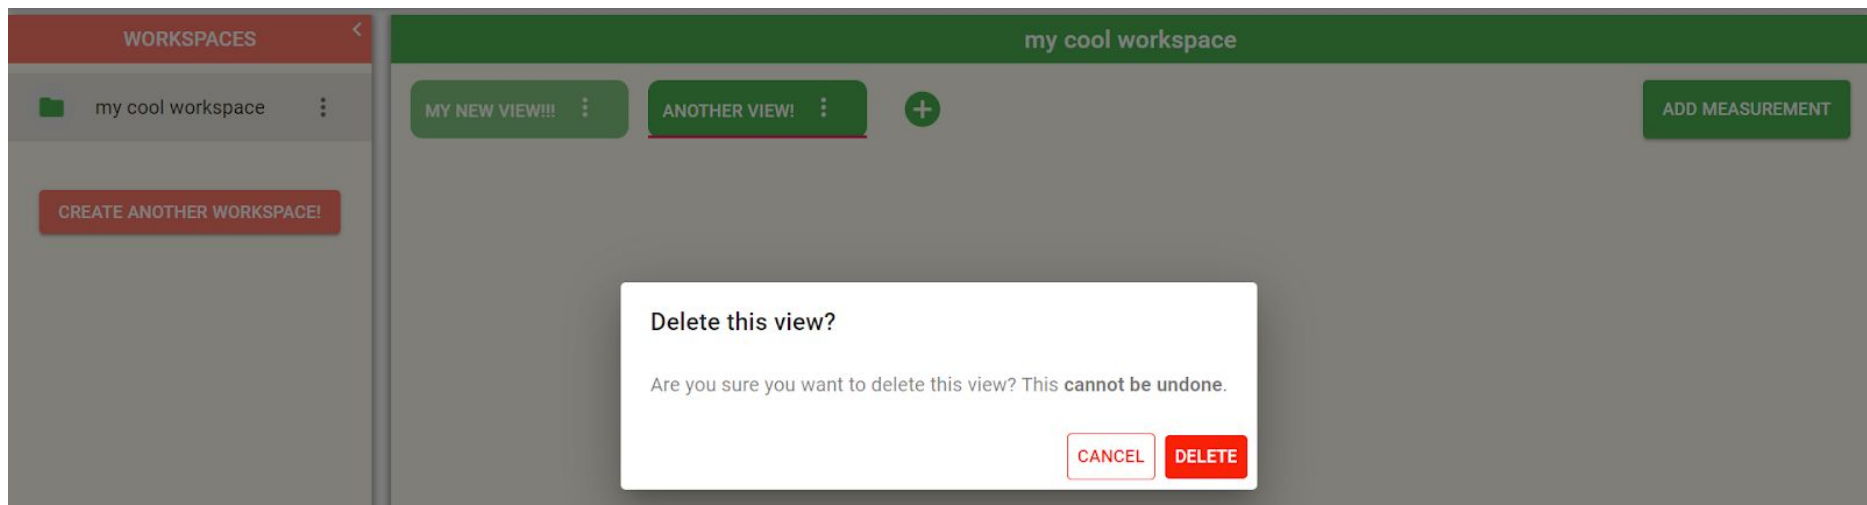 WORKSPACES
my cool workspace
my cool workspace
MY NEW VIEW!!!
ANOTHER VIEW!
ADD MEASUREMENT
CREATE ANOTHER WORKSPACE!
Delete this view?
Are you sure you want to delete this view? This cannot be undone.
CANCEL
DELETE